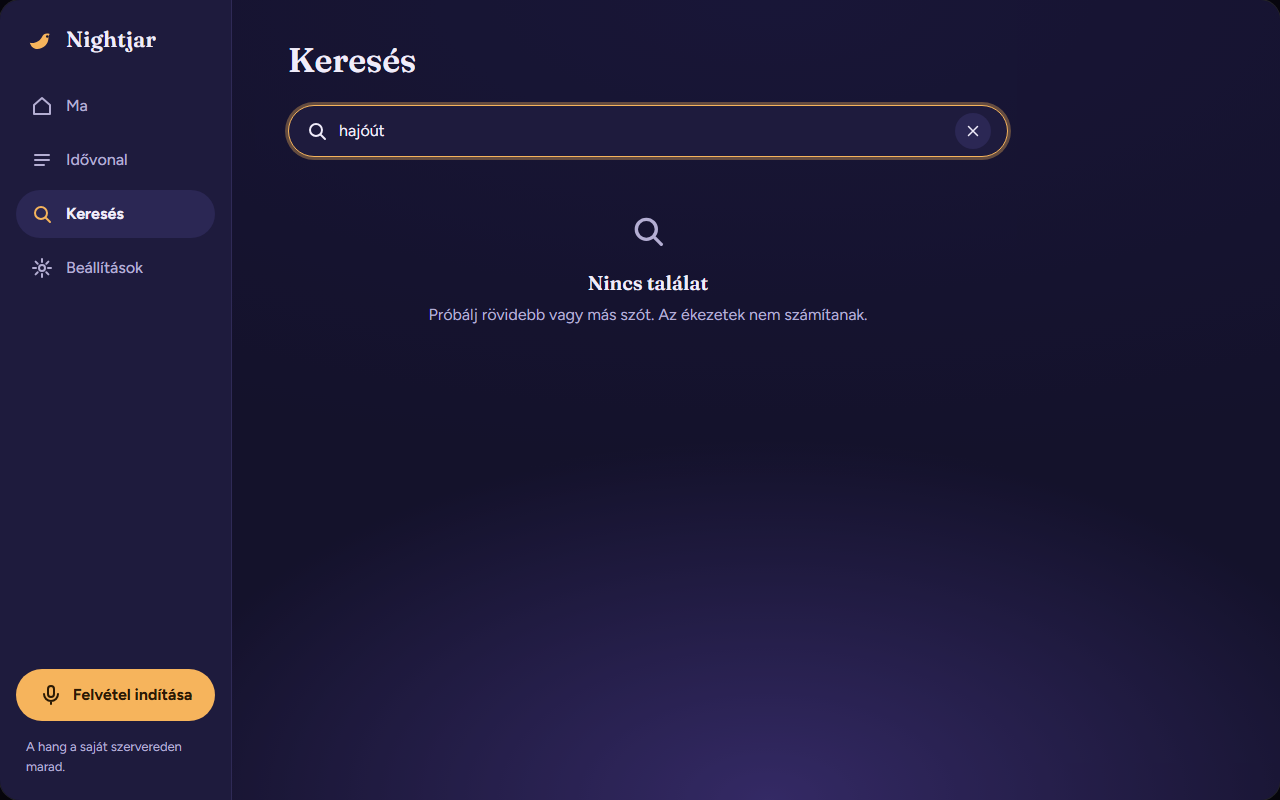 Nightjar
Ma
Idővonal
Keresés
Beállítások
Felvétel indítása
A hang a saját szervereden
marad.
Keresés
hajóút
Nincs találat
Próbálj rövidebb vagy más szót. Az ékezetek nem számítanak.